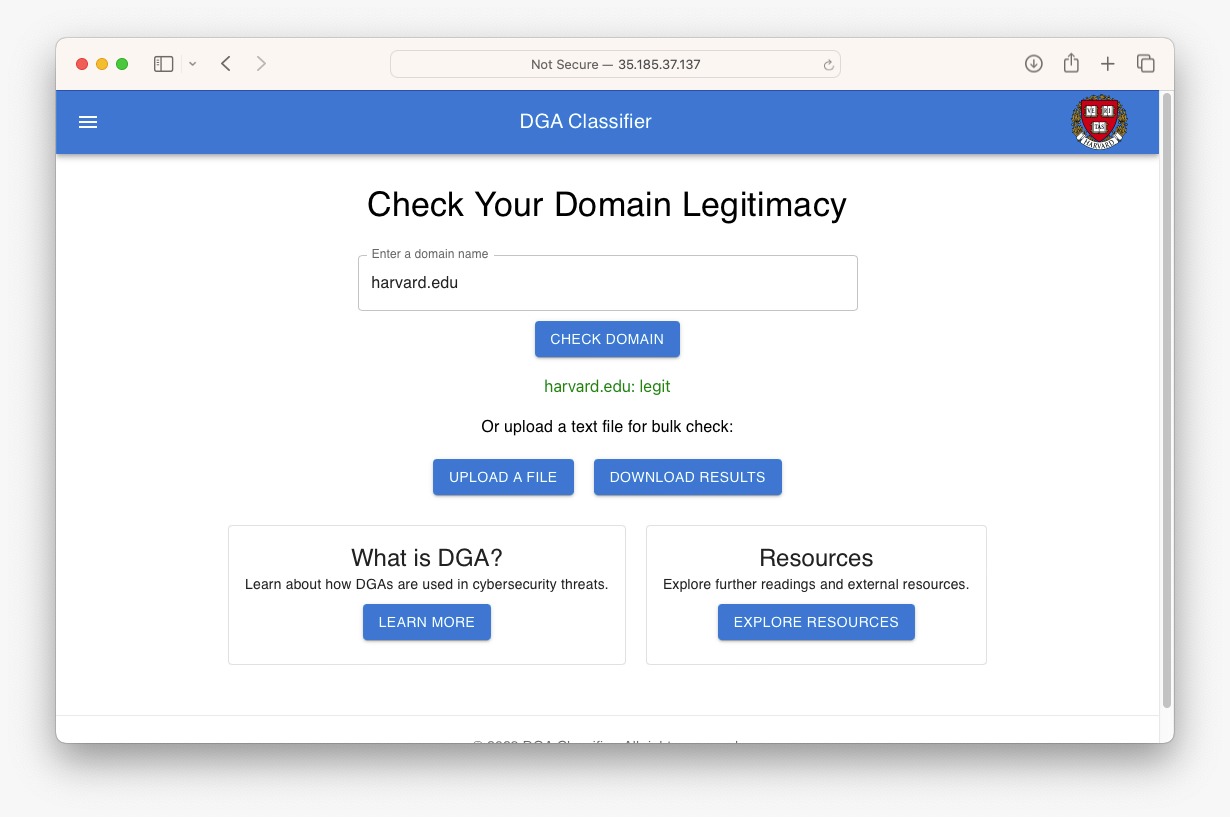 Not Secure — 35.185.37.137
DGA Classifier
VE RI
TAS
HARVARD
Check Your Domain Legitimacy
Enter a domain name
harvard.edu
CHECK DOMAIN
harvard.edu: legit
Or upload a text file for bulk check:
UPLOAD A FILE DOWNLOAD RESULTS
What is DGA? Resources
Learn about how DGAs are used in cybersecurity threats. Explore further readings and external resources.
LEARN MORE EXPLORE RESOURCES